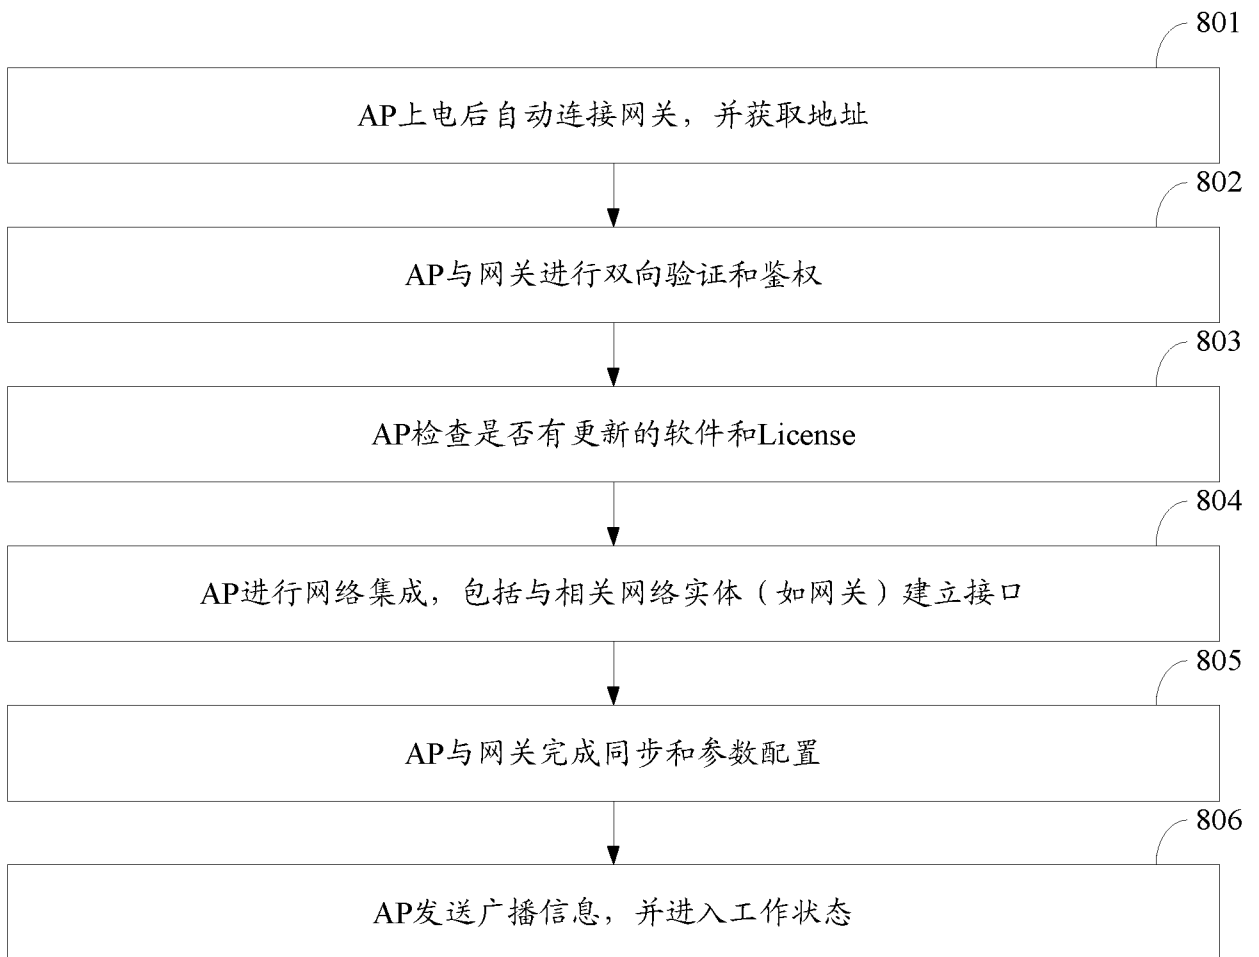 801
AP上电后自动连接网关，并获取地址
802
AP与网关进行双向验证和鉴权
803
AP检查是否有更新的软件和License
804
AP进行网络集成，包括与相关网络实体（如网关）建立接口
805
AP与网关完成同步和参数配置
806
AP发送广播信息，并进入工作状态